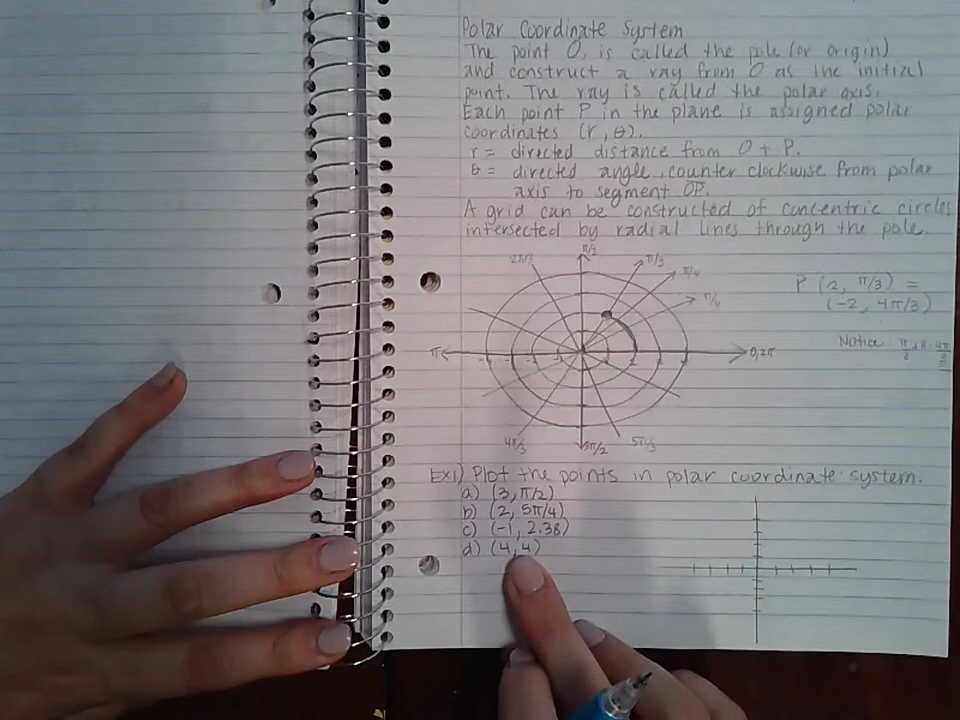 Polar Coordinate System
The point O, is called the pole (or origin)
and construct a ray from O as the initial
point. The ray is called the polar axis.
Each point P in the plane is assigned polar
coordinates (r, θ).
r = directed distance from O + P.
θ = directed angle, counter clockwise from polar
axis to segment OP.
A grid can be constructed of concentric circles
intersected by radial lines through the pole.
π/2
2π/3
π/3
π/4
π/6
P (2, π/3) =
(-2, 4π/3)
Notice: π/3 + π = 4π/3
π
0, 2π
4π/3
3π/2
5π/3
Ex1) Plot the points in polar coordinate system.
a) (3, π/2)
b) (2, 5π/4)
c) (-1, 2.38)
d) (4, 4)